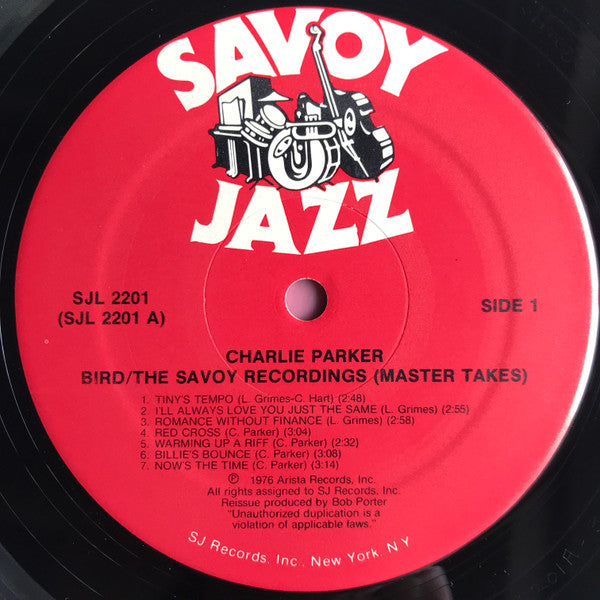 SAVOY
JAZZ
SJL 2201
(SJL 2201 A)
SIDE 1
CHARLIE PARKER
BIRD/THE SAVOY RECORDINGS (MASTER TAKES)
1. TINY'S TEMPO (L. Grimes-C. Hart) (2:48)
2. I'LL ALWAYS LOVE YOU JUST THE SAME (L. Grimes) (2:55)
3. ROMANCE WITHOUT FINANCE (L. Grimes) (2:58)
4. RED CROSS (C. Parker) (3:04)
5. WARMING UP A RIFF (C. Parker) (2:32)
6. BILLIE'S BOUNCE (C. Parker) (3:08)
7. NOW'S THE TIME (C. Parker) (3:14)
℗ 1976 Arista Records, Inc.
All rights assigned to SJ Records, Inc.
Reissue produced by Bob Porter
"Unauthorized duplication is a
violation of applicable laws."
SJ Records, Inc., New York, N.Y.